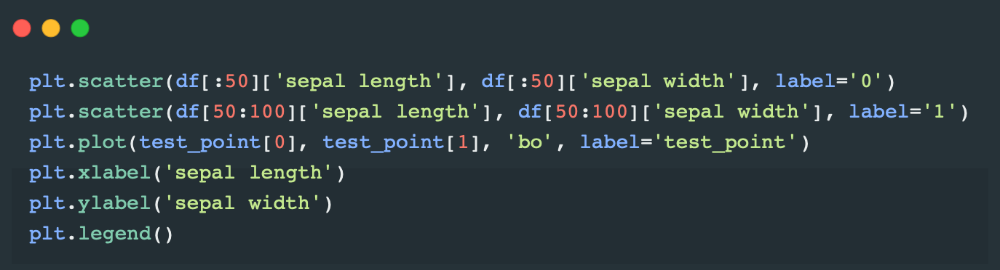 plt.scatter(df[:50]['sepal length'], df[:50]['sepal width'], label='0')
plt.scatter(df[50:100]['sepal length'], df[50:100]['sepal width'], label='1')
plt.plot(test_point[0], test_point[1], 'bo', label='test_point')
plt.xlabel('sepal length')
plt.ylabel('sepal width')
plt.legend()